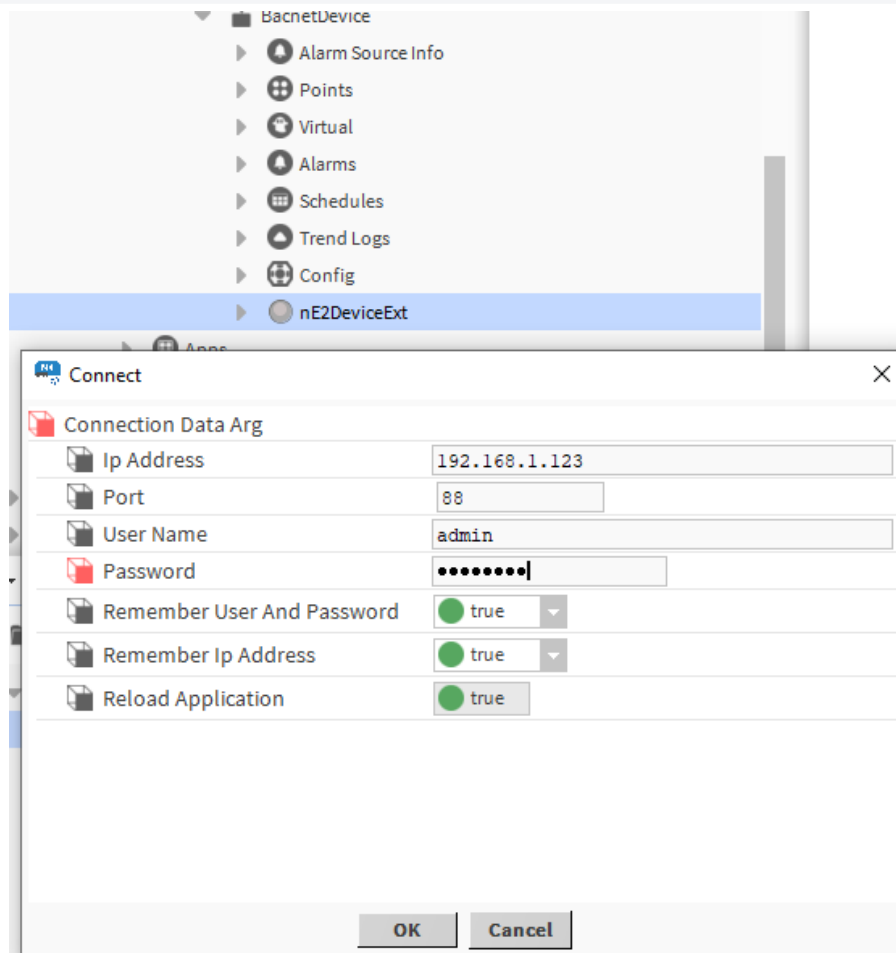 BacnetDevice
Alarm Source Info
Points
Virtual
Alarms
Schedules
Trend Logs
Config
nE2DeviceExt
Apps
N4 Connect
Connection Data Arg
Ip Address 192.168.1.123
Port 88
User Name admin
Password ••••••••
Remember User And Password true
Remember Ip Address true
Reload Application true
OK Cancel